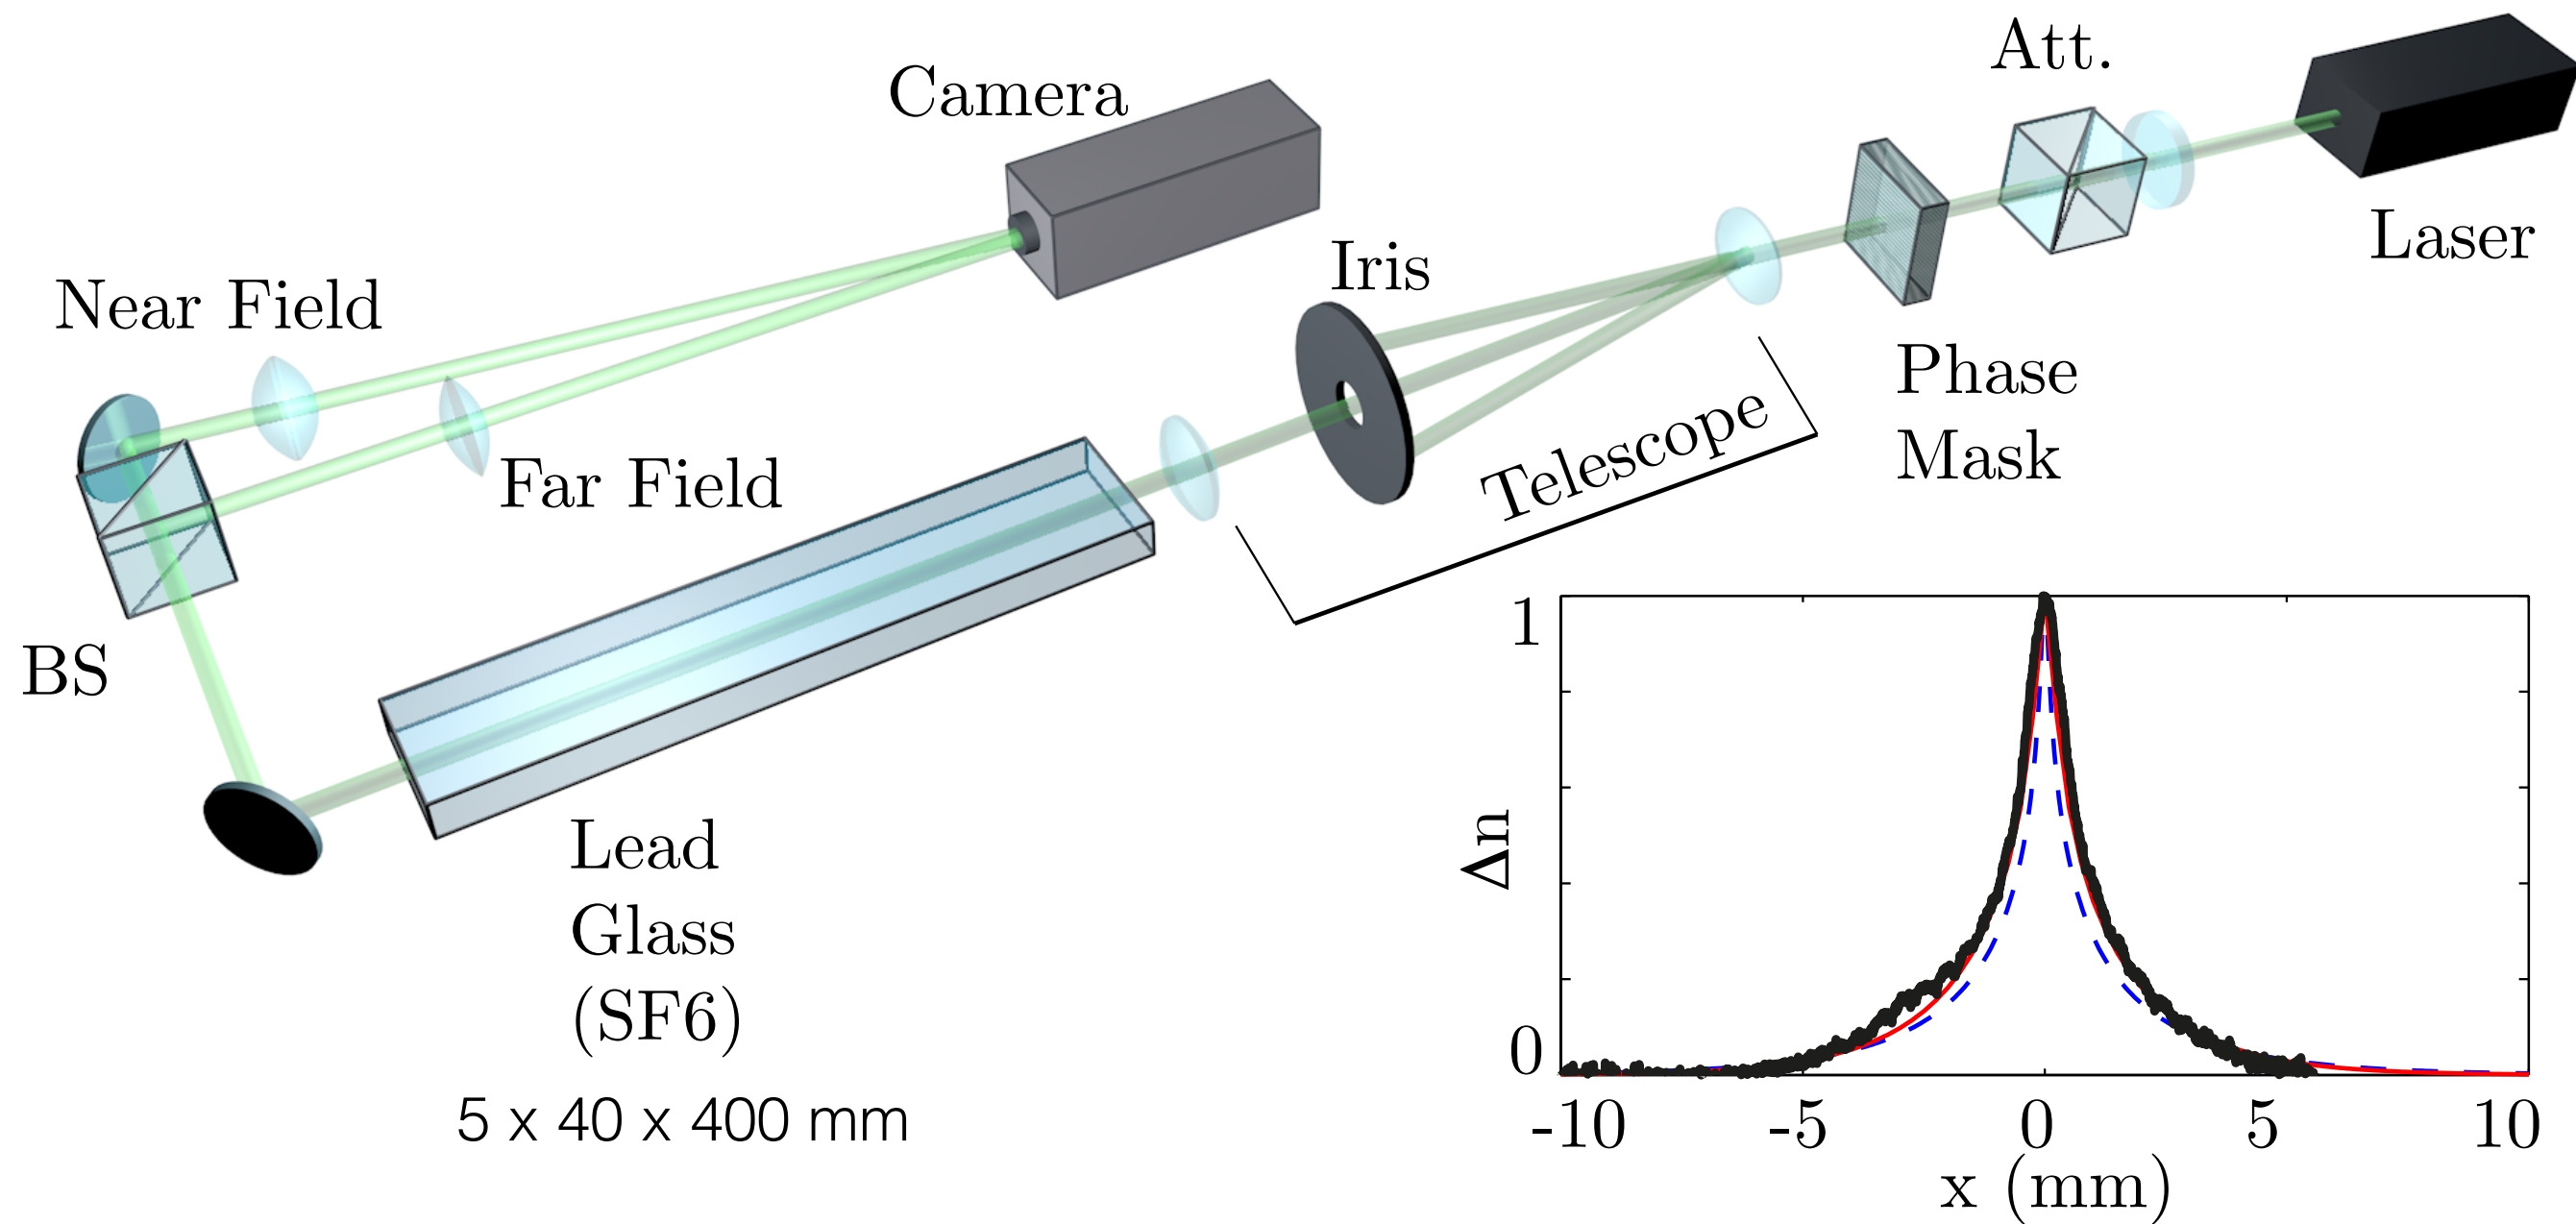 Att.
Camera
Laser
Iris
Near Field
Phase
Mask
Telescope
Far Field
BS
Lead
Glass
(SF6)
5 x 40 x 400 mm
1
Δn
0
-10 -5 0 5 10
x (mm)